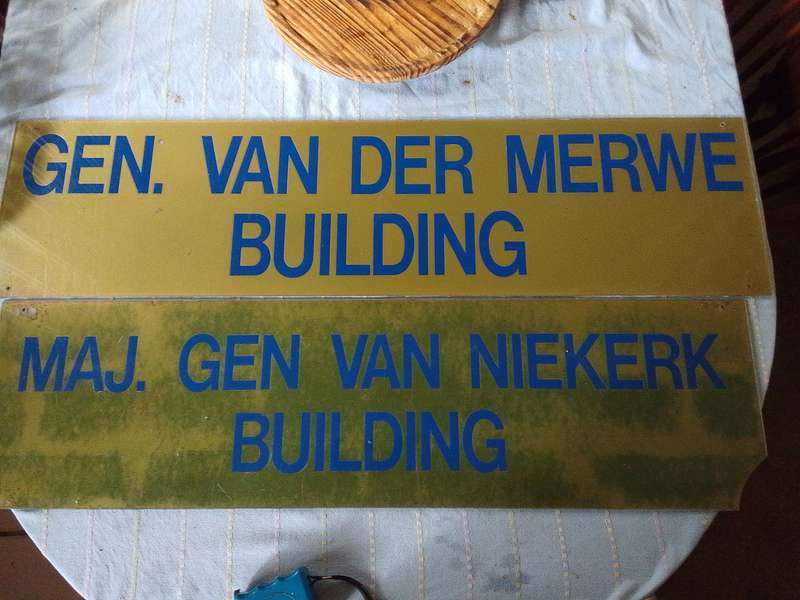 GEN. VAN DER MERWE
BUILDING
MAJ. GEN VAN NIEKERK
BUILDING